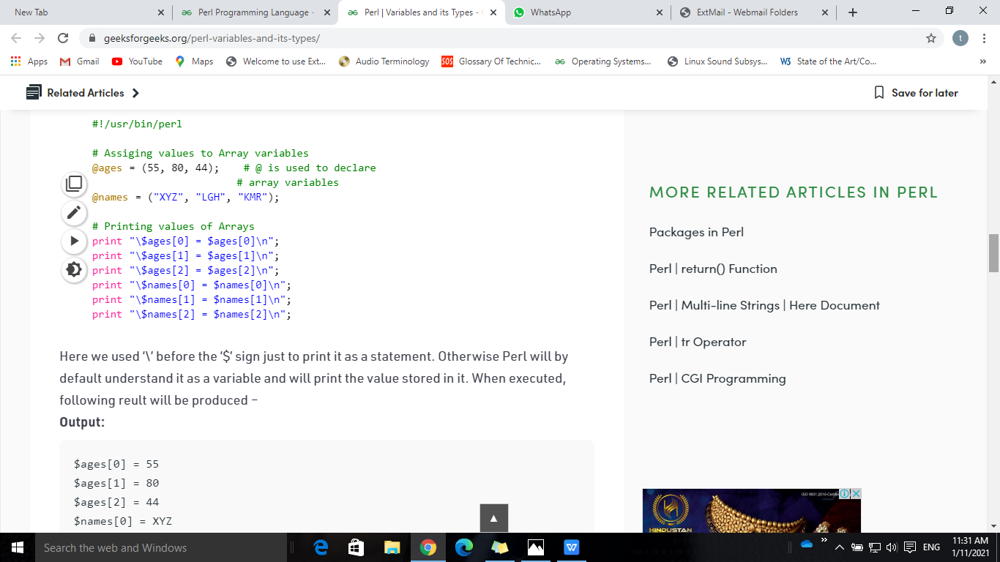 New Tab
Perl Programming Language -
Perl | Variables and its Types -
WhatsApp
ExtMail - Webmail Folders
geeksforgeeks.org/perl-variables-and-its-types/
t
Apps
Gmail
YouTube
Maps
Welcome to use Ext...
Audio Terminology
SOS Glossary Of Technic...
Operating Systems...
Linux Sound Subsys...
W3 State of the Art/Co...
»
Related Articles
Save for later
#!/usr/bin/perl
# Assiging values to Array variables
@ages = (55, 80, 44);    # @ is used to declare
# array variables
@names = ("XYZ", "LGH", "KMR");
# Printing values of Arrays
print "\$ages[0] = $ages[0]\n";
print "\$ages[1] = $ages[1]\n";
print "\$ages[2] = $ages[2]\n";
print "\$names[0] = $names[0]\n";
print "\$names[1] = $names[1]\n";
print "\$names[2] = $names[2]\n";
Here we used ‘\’ before the ‘$’ sign just to print it as a statement. Otherwise Perl will by
default understand it as a variable and will print the value stored in it. When executed,
following reult will be produced –
Output:
$ages[0] = 55
$ages[1] = 80
$ages[2] = 44
$names[0] = XYZ
MORE RELATED ARTICLES IN PERL
Packages in Perl
Perl | return() Function
Perl | Multi-line Strings | Here Document
Perl | tr Operator
Perl | CGI Programming
HINDUSTAN
Search the web and Windows
ENG
11:31 AM
1/11/2021